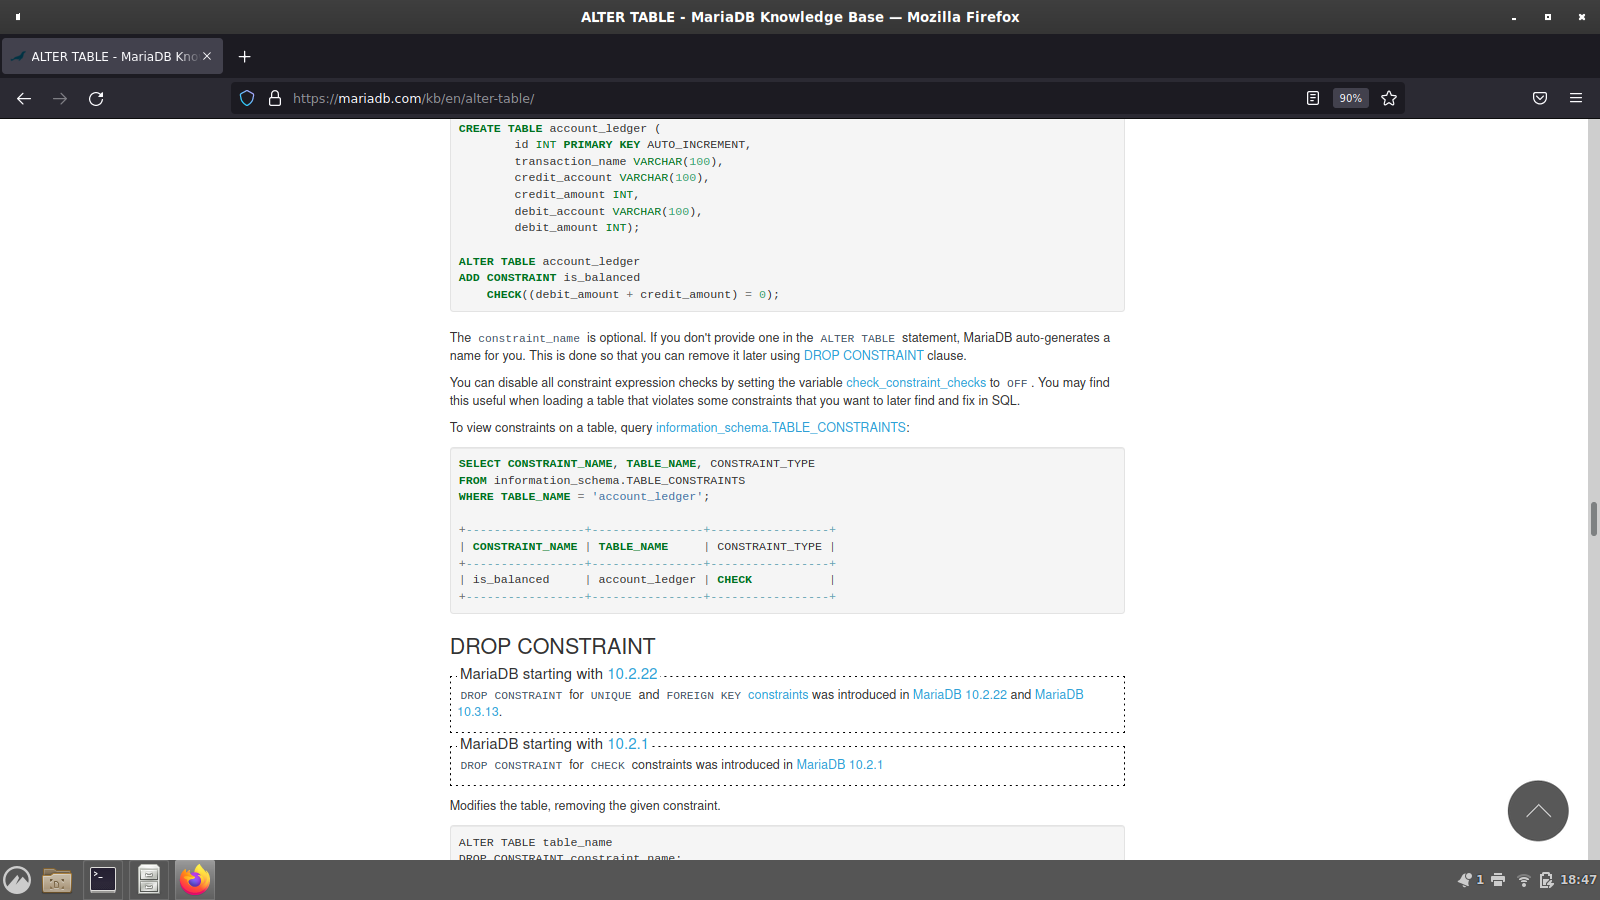 ALTER TABLE - MariaDB Knowledge Base — Mozilla Firefox
ALTER TABLE - MariaDB Kno
https://mariadb.com/kb/en/alter-table/
90%
CREATE TABLE account_ledger (
        id INT PRIMARY KEY AUTO_INCREMENT,
        transaction_name VARCHAR(100),
        credit_account VARCHAR(100),
        credit_amount INT,
        debit_account VARCHAR(100),
        debit_amount INT);
ALTER TABLE account_ledger
ADD CONSTRAINT is_balanced
    CHECK((debit_amount + credit_amount) = 0);
The constraint_name is optional. If you don't provide one in the ALTER TABLE statement, MariaDB auto-generates a
name for you. This is done so that you can remove it later using DROP CONSTRAINT clause.
You can disable all constraint expression checks by setting the variable check_constraint_checks to OFF. You may find
this useful when loading a table that violates some constraints that you want to later find and fix in SQL.
To view constraints on a table, query information_schema.TABLE_CONSTRAINTS:
SELECT CONSTRAINT_NAME, TABLE_NAME, CONSTRAINT_TYPE
FROM information_schema.TABLE_CONSTRAINTS
WHERE TABLE_NAME = 'account_ledger';
+-----------------+----------------+-----------------+
| CONSTRAINT_NAME | TABLE_NAME     | CONSTRAINT_TYPE |
+-----------------+----------------+-----------------+
| is_balanced     | account_ledger | CHECK           |
+-----------------+----------------+-----------------+
DROP CONSTRAINT
MariaDB starting with 10.2.22
DROP CONSTRAINT for UNIQUE and FOREIGN KEY constraints was introduced in MariaDB 10.2.22 and MariaDB
10.3.13.
MariaDB starting with 10.2.1
DROP CONSTRAINT for CHECK constraints was introduced in MariaDB 10.2.1
Modifies the table, removing the given constraint.
ALTER TABLE table_name
DROP CONSTRAINT constraint_name;
1
18:47